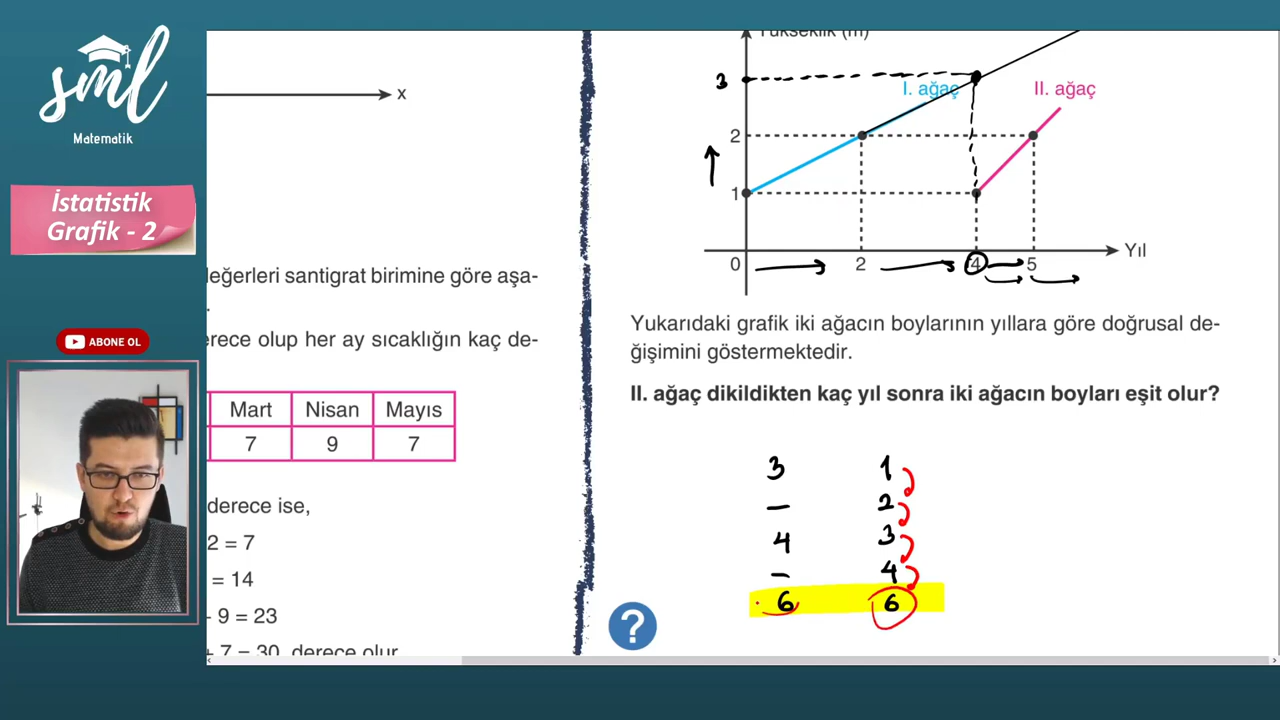 sml
Matematik
İstatistik
Grafik - 2
ABONE OL
x
değerleri santigrat birimine göre aşa-
.
erece olup her ay sıcaklığın kaç de-
Mart Nisan Mayıs
7 9 7
derece ise,
2 = 7
= 14
9 = 23
7 = 30 derece olur
Yükseklik (m)
3
I. ağaç
II. ağaç
2
1
0 2 4 5
Yıl
Yukarıdaki grafik iki ağacın boylarının yıllara göre doğrusal de-
ğişimini göstermektedir.
II. ağaç dikildikten kaç yıl sonra iki ağacın boyları eşit olur?
3 1
– 2
4 3
– 4
6 6
?